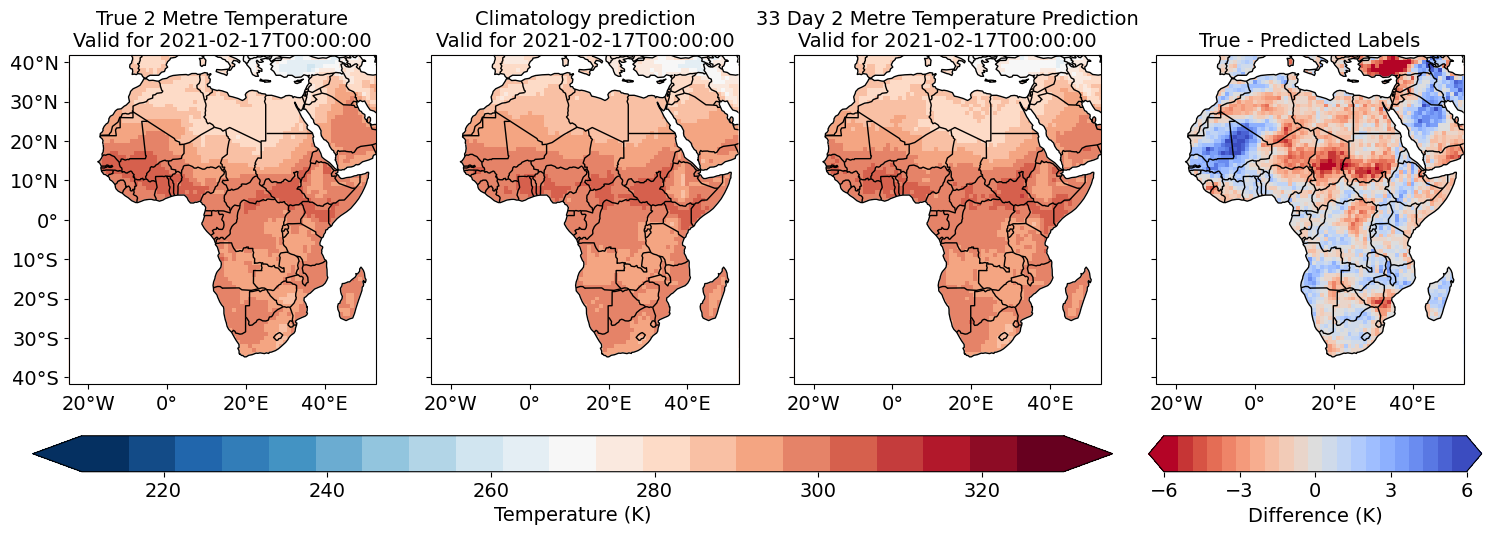 True 2 Metre Temperature
Valid for 2021-02-17T00:00:00
Climatology prediction
Valid for 2021-02-17T00:00:00
33 Day 2 Metre Temperature Prediction
Valid for 2021-02-17T00:00:00
True - Predicted Labels
40°N
30°N
20°N
10°N
0°
10°S
20°S
30°S
40°S
20°W 0° 20°E 40°E
20°W 0° 20°E 40°E
20°W 0° 20°E 40°E
20°W 0° 20°E 40°E
220 240 260 280 300 320
Temperature (K)
−6 −3 0 3 6
Difference (K)